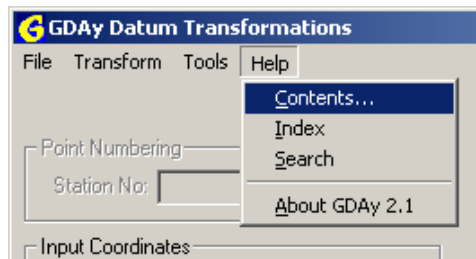 GDAy Datum Transformations
File Transform Tools Help
Contents...
Index
Search
About GDAy 2.1
Point Numbering
Station No:
Input Coordinates